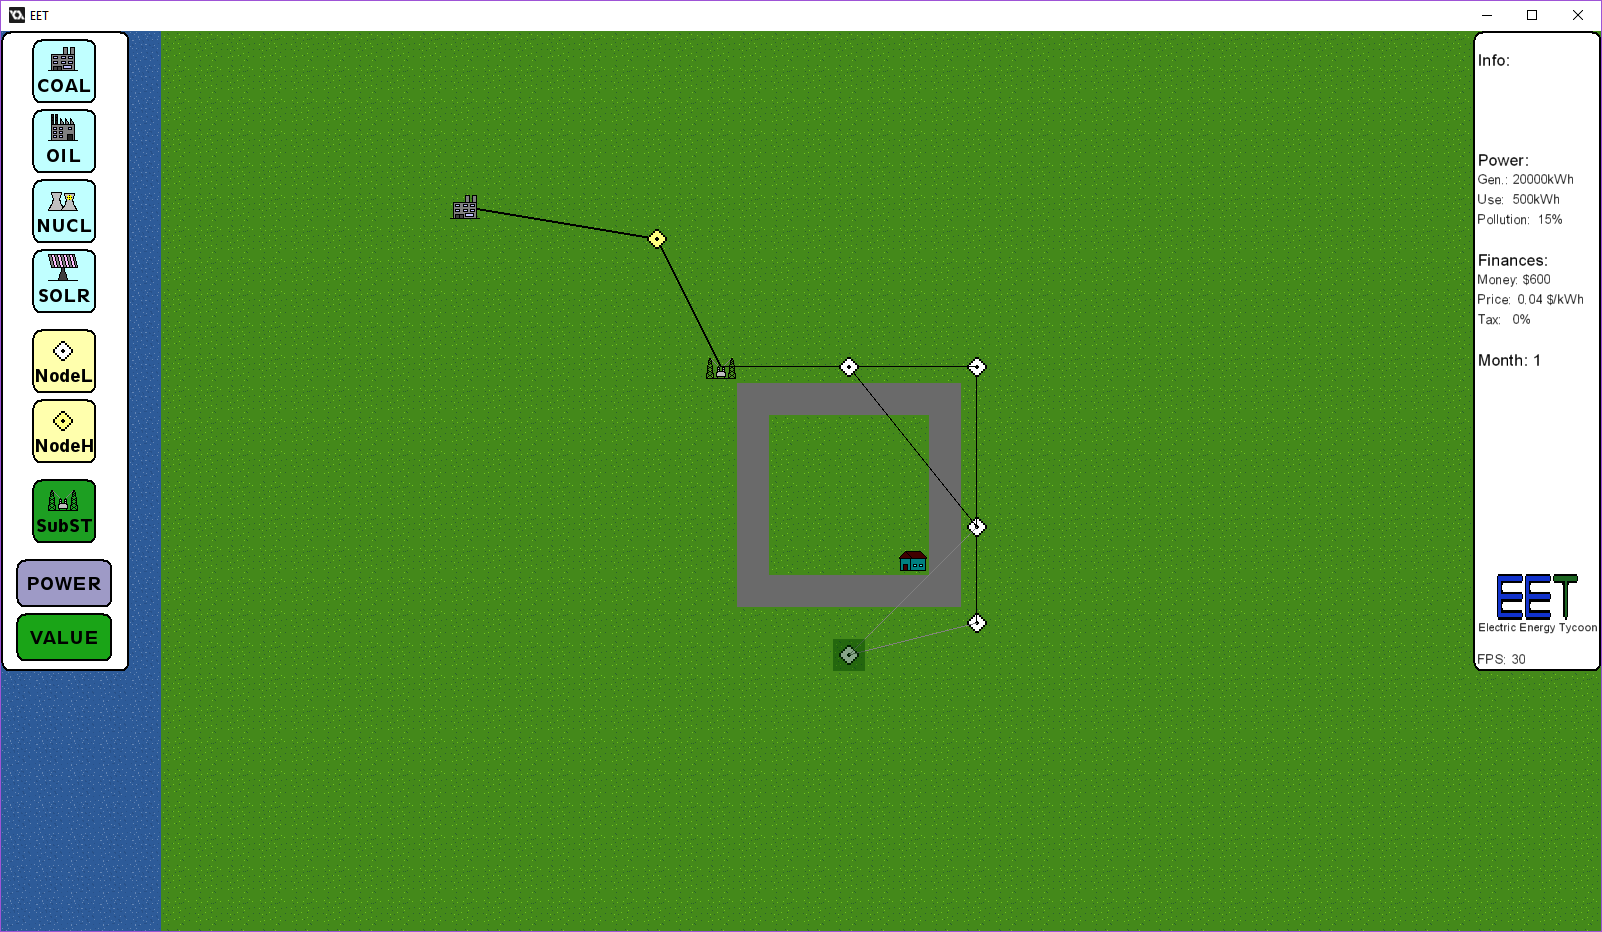 EET
COAL
OIL
NUCL
SOLR
NodeL
NodeH
SubST
POWER
VALUE
Info:
Power:
Gen.: 20000kWh
Use: 500kWh
Pollution: 15%
Finances:
Money: $600
Price: 0.04 $/kWh
Tax: 0%
Month: 1
EET
Electric Energy Tycoon
FPS: 30